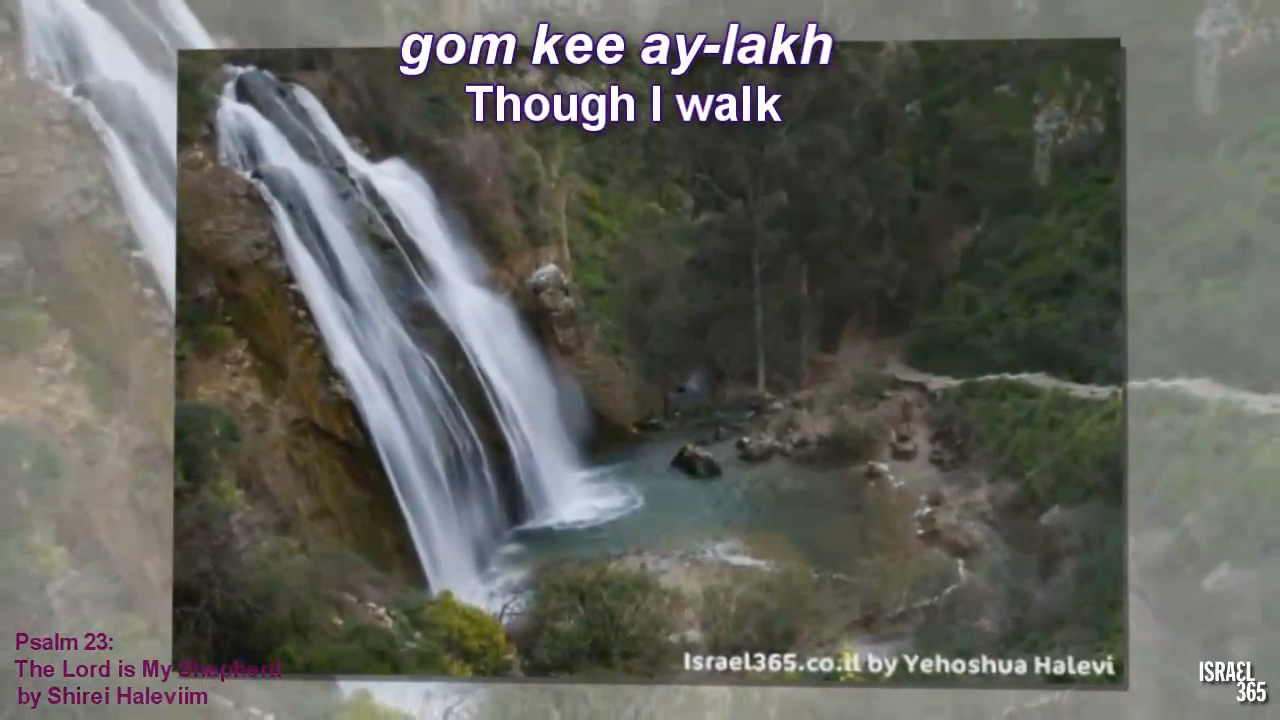 gom kee ay-lakh
Though I walk
Psalm 23:
The Lord is My Shepherd
by Shirei Haleviim
Israel365.co.il by Yehoshua Halevi
ISRAEL
365